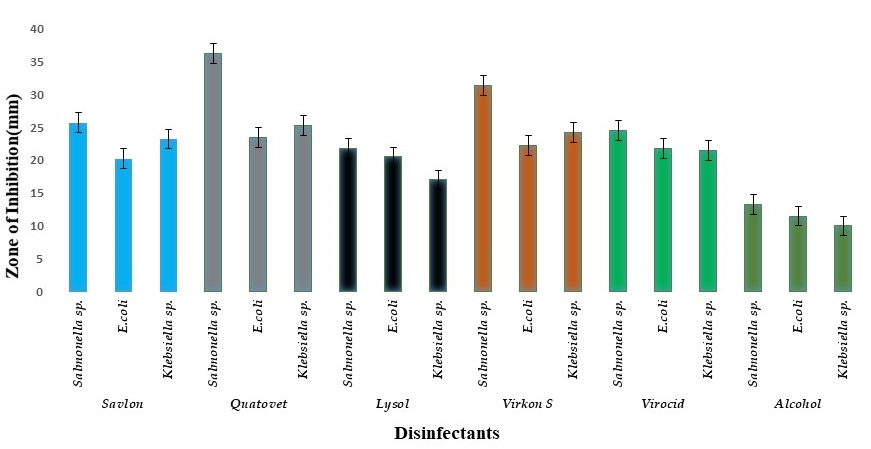 40
35
30
25
20
15
10
5
0
Zone of Inhibition(mm)
Salmonella sp.
E.coli
Klebsiella sp.
Salmonella sp.
E.coli
Klebsiella sp.
Salmonella sp.
E.coli
Klebsiella sp.
Salmonella sp.
E.coli
Klebsiella sp.
Salmonella sp.
E.coli
Klebsiella sp.
Salmonella sp.
E.coli
Klebsiella sp.
Savlon
Quatovet
Lysol
Virkon S
Virocid
Alcohol
Disinfectants